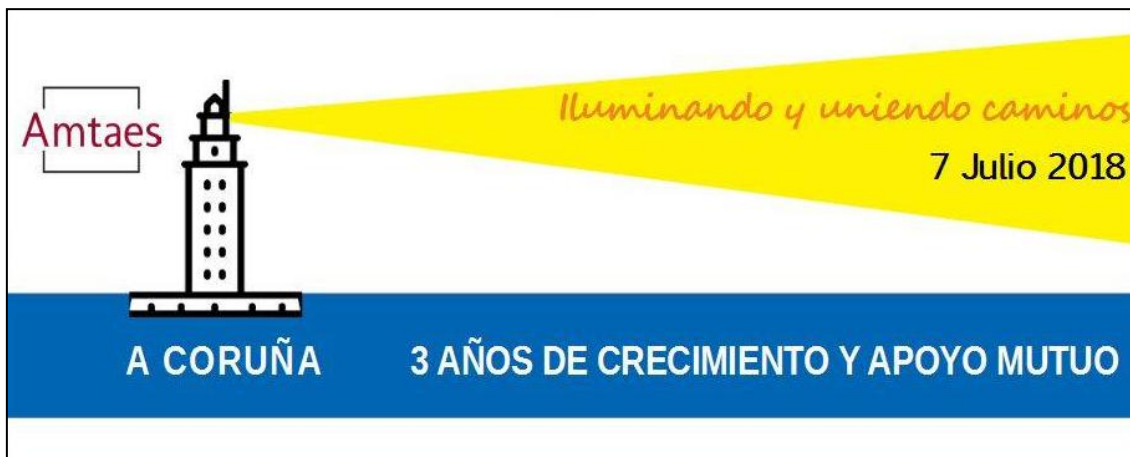 Amtaes
Iluminando y uniendo caminos
7 Julio 2018
A CORUÑA
3 AÑOS DE CRECIMIENTO Y APOYO MUTUO